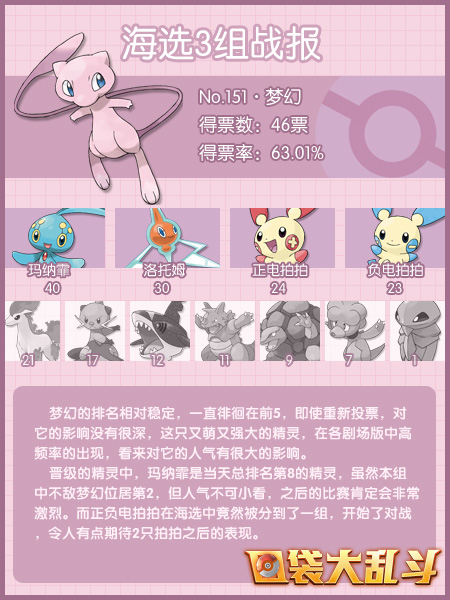 海选3组战报
No.151·梦幻
得票数：46票
得票率：63.01%
玛纳霏 洛托姆 正电拍拍 负电拍拍
40 30 24 23
21 17 12 11 9 7 1
梦幻的排名相对稳定，一直徘徊在前5，即使重新投票，对
它的影响没有很深，这只又萌又强大的精灵，在各剧场版中高
频率的出现，看来对它的人气有很大的影响。
晋级的精灵中，玛纳霏是当天总排名第8的精灵，虽然本组
中不敌梦幻位居第2，但人气不可小看，之后的比赛肯定会非常
激烈。而正负电拍拍在海选中竟然被分到了一组，开始了对战
，令人有点期待2只拍拍之后的表现。
口袋大乱斗